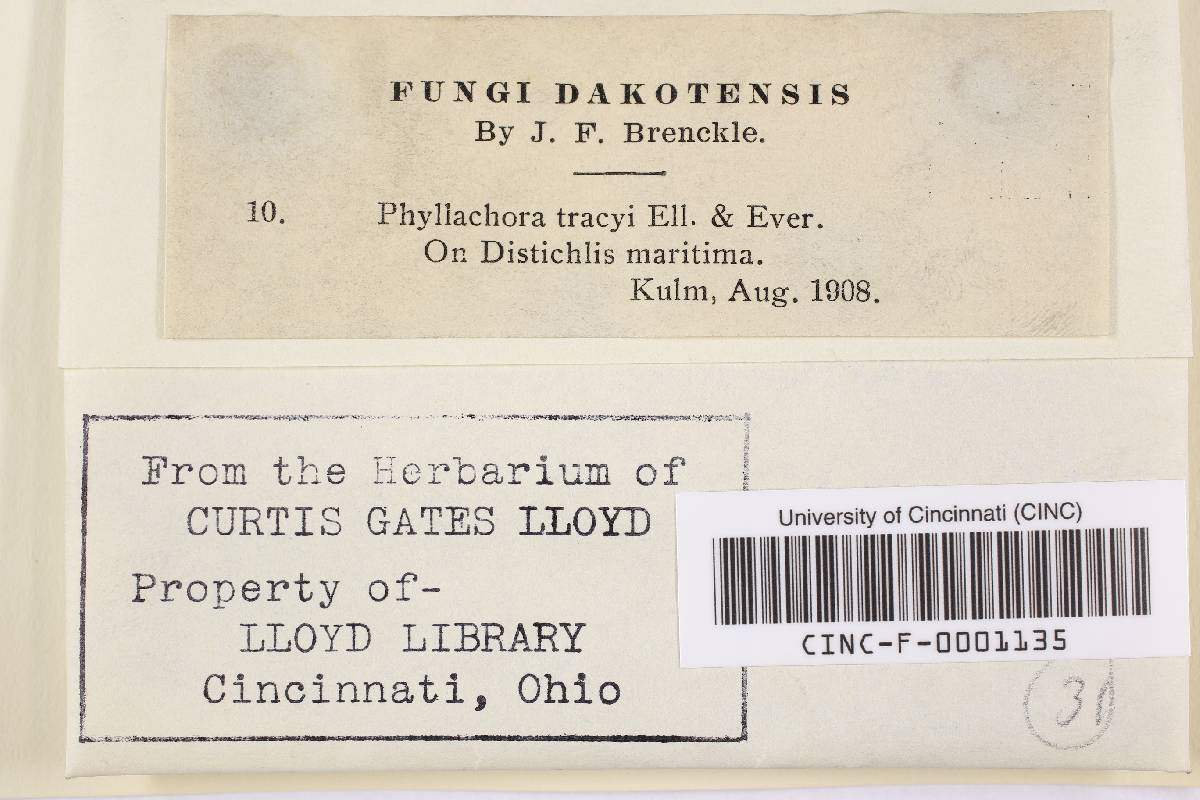 FUNGI DAKOTENSIS
By J. F. Brenckle.
10. Phyllachora tracyi Ell. & Ever.
On Distichlis maritima.
Kulm, Aug. 1908.
From the Herbarium of
CURTIS GATES LLOYD
Property of-
LLOYD LIBRARY
Cincinnati, Ohio
University of Cincinnati (CINC)
CINC-F-0001135